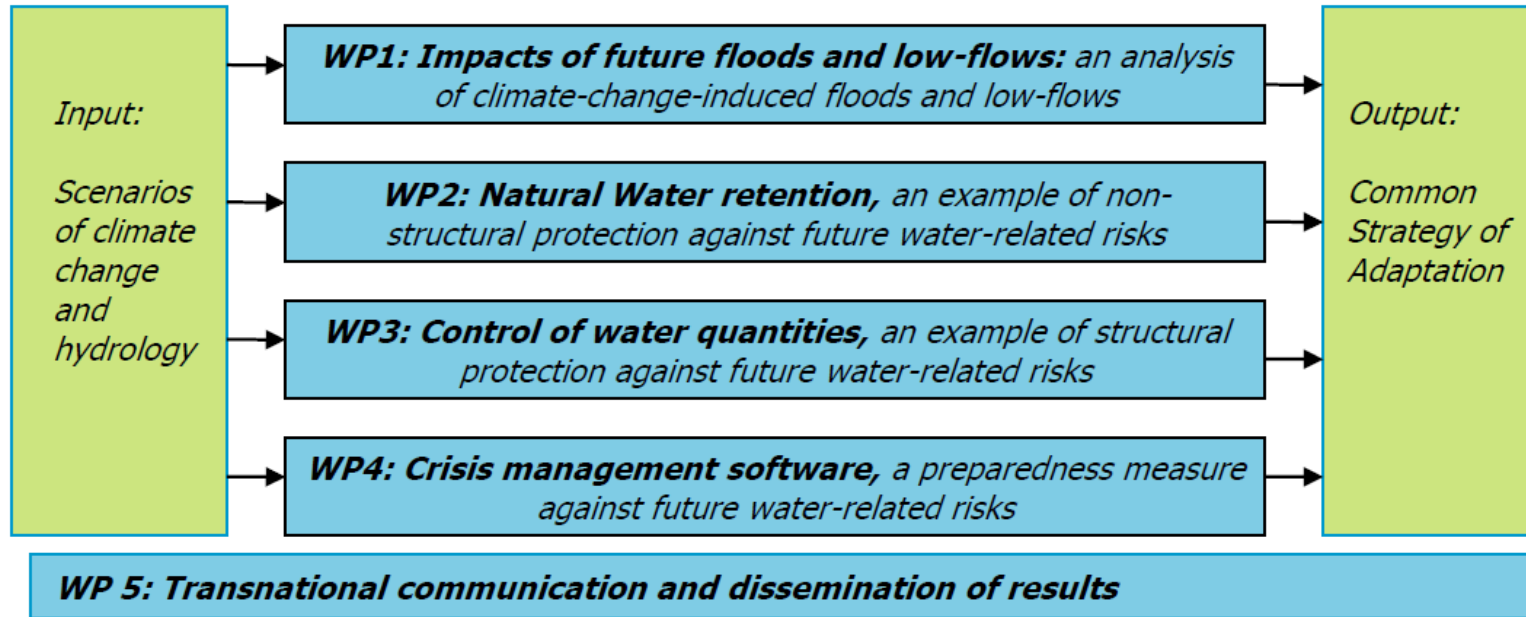 Input:
Scenarios
of climate
change
and
hydrology
WP1: Impacts of future floods and low-flows: an analysis
of climate-change-induced floods and low-flows
WP2: Natural Water retention, an example of non-
structural protection against future water-related risks
WP3: Control of water quantities, an example of structural
protection against future water-related risks
WP4: Crisis management software, a preparedness measure
against future water-related risks
Output:
Common
Strategy of
Adaptation
WP 5: Transnational communication and dissemination of results